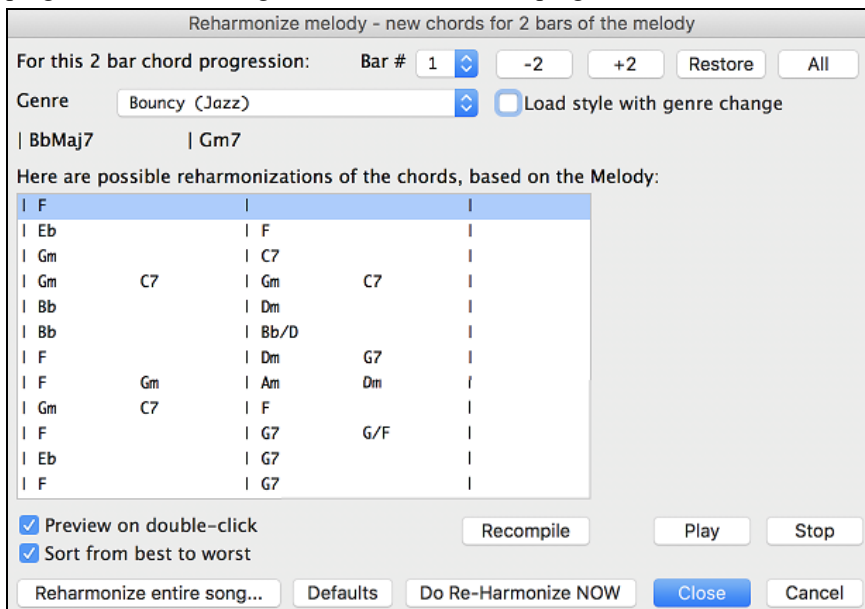 Reharmonize melody - new chords for 2 bars of the melody
For this 2 bar chord progression: Bar # 1 -2 +2 Restore All
Genre Bouncy (Jazz) Load style with genre change
| BbMaj7 | Gm7
Here are possible reharmonizations of the chords, based on the Melody:
| F | |
| Eb | F |
| Gm | C7 |
| Gm C7 | Gm C7 |
| Bb | Dm |
| Bb | Bb/D |
| F | Dm G7 |
| F Gm | Am Dm |
| Gm C7 | F |
| F | G7 G/F |
| Eb | G7 |
| F | G7 |
Preview on double-click Recompile Play Stop
Sort from best to worst
Reharmonize entire song... Defaults Do Re-Harmonize NOW Close Cancel